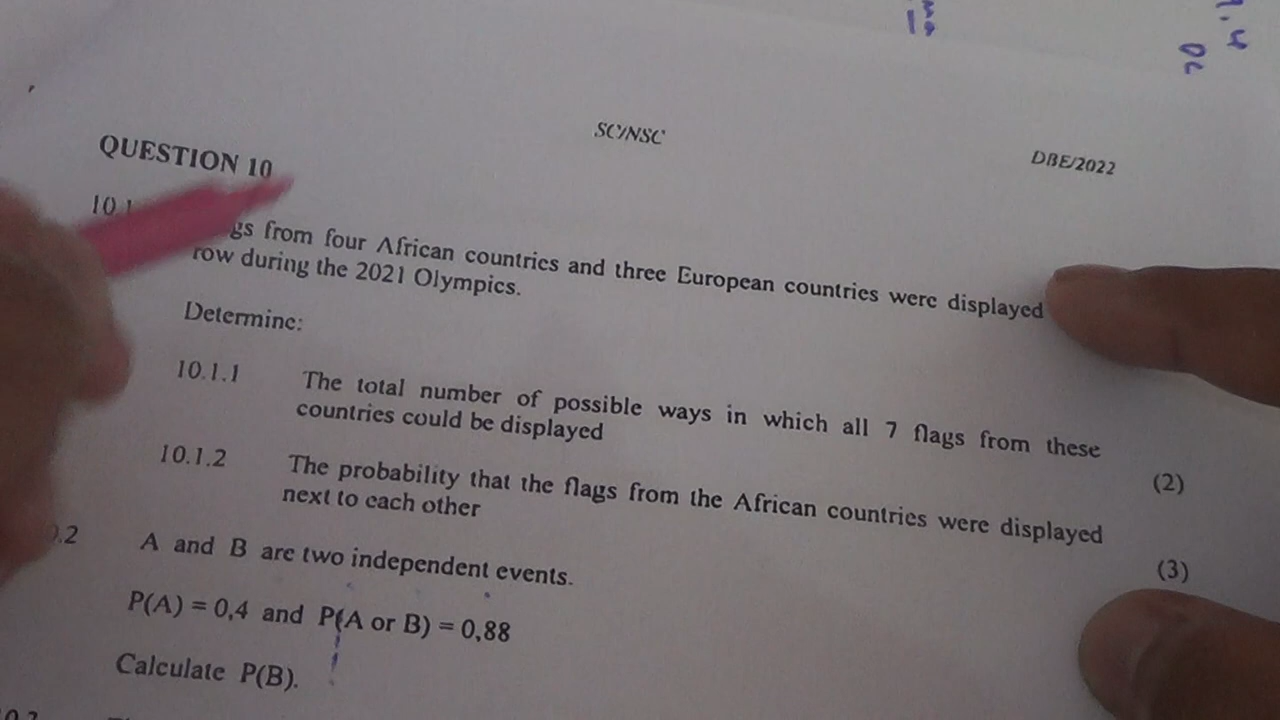 SC/NSC
DBE/2022
QUESTION 10
10.1
from four African countries and three European countries were displayed
row during the 2021 Olympics.
Determine:
10.1.1 The total number of possible ways in which all 7 flags from these
countries could be displayed
(2)
10.1.2 The probability that the flags from the African countries were displayed
next to each other
(3)
.2 A and B are two independent events.
P(A) = 0,4 and P(A or B) = 0,88
Calculate P(B).